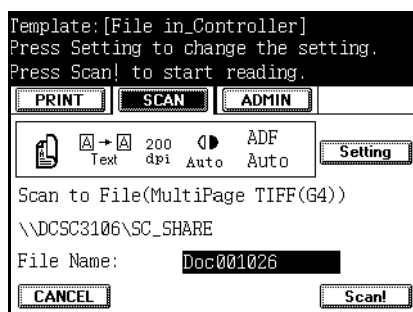 Template:[File in_Controller]
Press Setting to change the setting.
Press Scan! to start reading.
PRINT SCAN ADMIN
A → A 200 ADF
Text dpi Auto Auto
Setting
Scan to File(MultiPage TIFF(G4))
\\DCSC3106\SC_SHARE
File Name: Doc001026
CANCEL Scan!